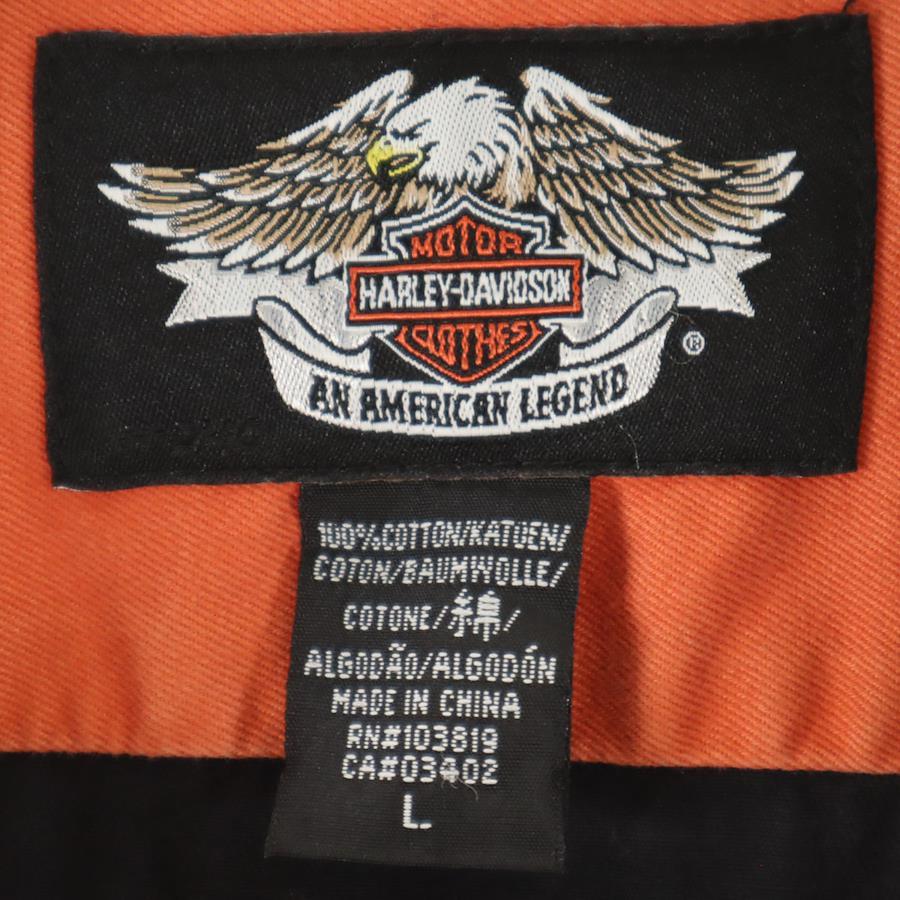 MOTOR
HARLEY-DAVIDSON
CLOTHES
®
AN AMERICAN LEGEND
100%COTTON/KATUEN/
COTON/BAUMWOLLE/
COTONE/綿/
ALGODÃO/ALGODÓN
MADE IN CHINA
RN#103819
CA#03402
L